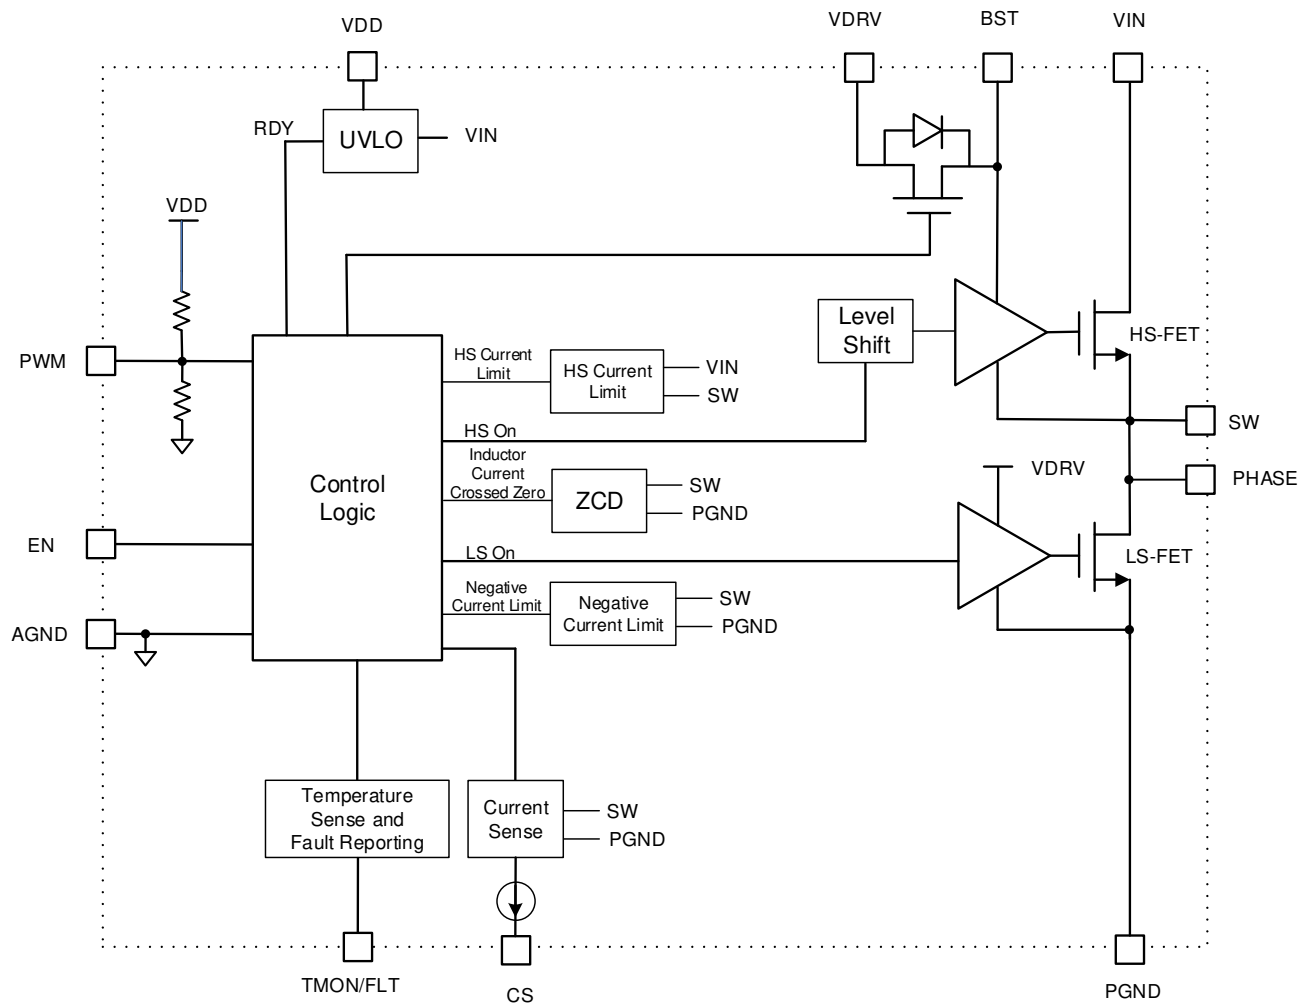 VDD
VDRV
BST
VIN
RDY
UVLO
VIN
VDD
Level
Shift
HS-FET
PWM
HS Current
Limit
HS Current
Limit
VIN
SW
SW
HS On
Inductor
Current
Crossed Zero
ZCD
SW
PGND
VDRV
PHASE
Control
Logic
EN
LS On
LS-FET
Negative
Current Limit
Negative
Current Limit
SW
PGND
AGND
Temperature
Sense and
Fault Reporting
Current
Sense
SW
PGND
TMON/FLT
CS
PGND